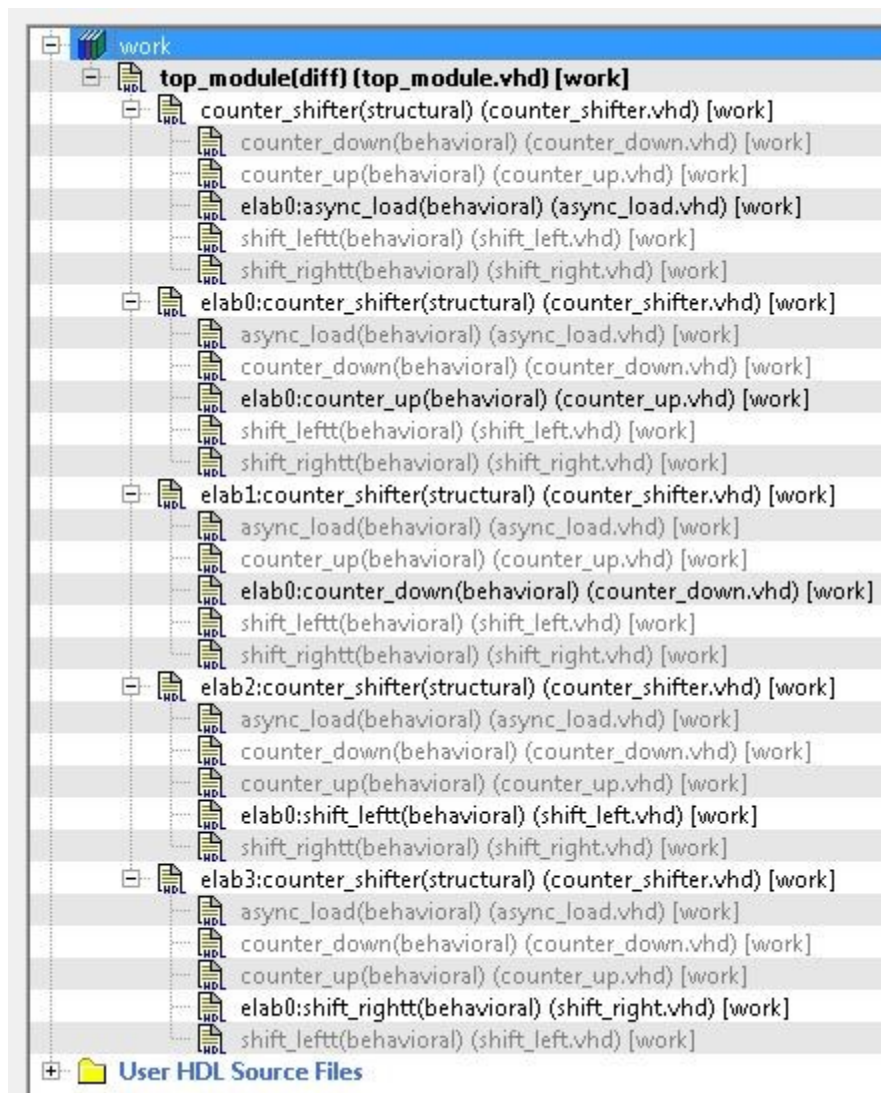 work
top_module(diff) (top_module.vhd) [work]
counter_shifter(structural) (counter_shifter.vhd) [work]
counter_down(behavioral) (counter_down.vhd) [work]
counter_up(behavioral) (counter_up.vhd) [work]
elab0:async_load(behavioral) (async_load.vhd) [work]
shift_leftt(behavioral) (shift_left.vhd) [work]
shift_rightt(behavioral) (shift_right.vhd) [work]
elab0:counter_shifter(structural) (counter_shifter.vhd) [work]
async_load(behavioral) (async_load.vhd) [work]
counter_down(behavioral) (counter_down.vhd) [work]
elab0:counter_up(behavioral) (counter_up.vhd) [work]
shift_leftt(behavioral) (shift_left.vhd) [work]
shift_rightt(behavioral) (shift_right.vhd) [work]
elab1:counter_shifter(structural) (counter_shifter.vhd) [work]
async_load(behavioral) (async_load.vhd) [work]
counter_up(behavioral) (counter_up.vhd) [work]
elab0:counter_down(behavioral) (counter_down.vhd) [work]
shift_leftt(behavioral) (shift_left.vhd) [work]
shift_rightt(behavioral) (shift_right.vhd) [work]
elab2:counter_shifter(structural) (counter_shifter.vhd) [work]
async_load(behavioral) (async_load.vhd) [work]
counter_down(behavioral) (counter_down.vhd) [work]
counter_up(behavioral) (counter_up.vhd) [work]
elab0:shift_leftt(behavioral) (shift_left.vhd) [work]
shift_rightt(behavioral) (shift_right.vhd) [work]
elab3:counter_shifter(structural) (counter_shifter.vhd) [work]
async_load(behavioral) (async_load.vhd) [work]
counter_down(behavioral) (counter_down.vhd) [work]
counter_up(behavioral) (counter_up.vhd) [work]
elab0:shift_rightt(behavioral) (shift_right.vhd) [work]
shift_leftt(behavioral) (shift_left.vhd) [work]
User HDL Source Files